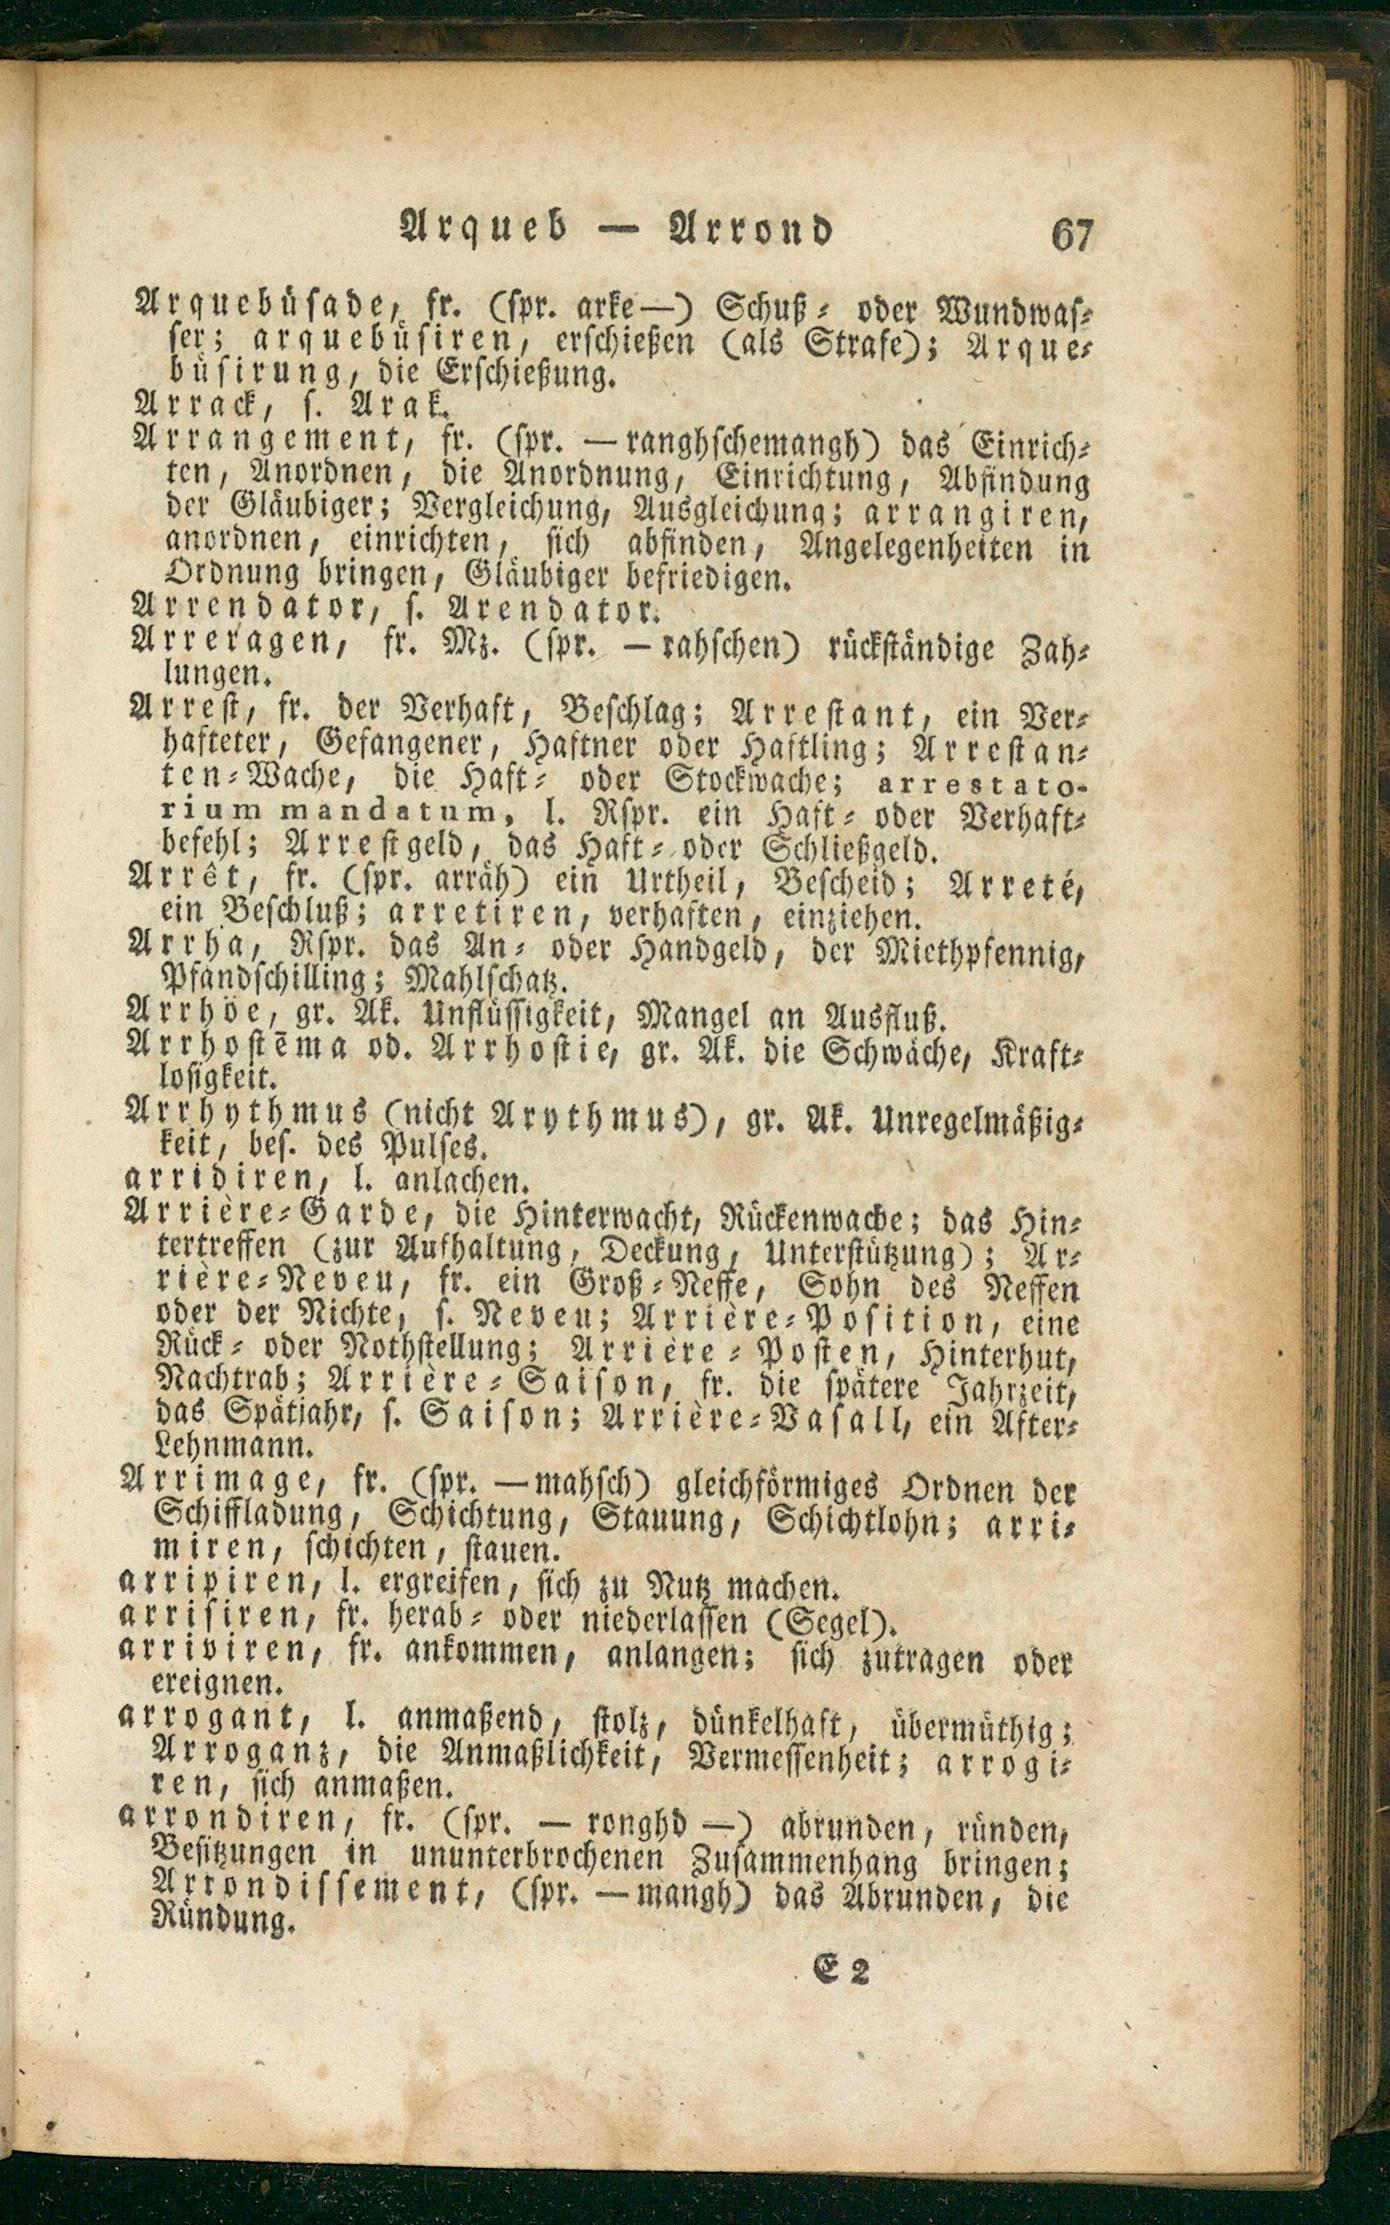 Arqueb — Arrond 67
Arquebüsade, fr. (spr. arke—) Schuß- oder Wundwas-
ser; arquebüsiren, erschießen (als Strafe); Arque-
büsirung, die Erschießung.
Arrack, s. Arak.
Arrangement, fr. (spr. — ranghschemangh) das Einrich-
ten, Anordnen, die Anordnung, Einrichtung, Abfindung
der Gläubiger; Vergleichung, Ausgleichung; arrangiren,
anordnen, einrichten, sich abfinden, Angelegenheiten in
Ordnung bringen, Gläubiger befriedigen.
Arrendator, s. Arendator.
Arreragen, fr. Mz. (spr. — rahschen) rückständige Zah-
lungen.
Arrest, fr. der Verhaft, Beschlag; Arrestant, ein Ver-
hafteter, Gefangener, Haftner oder Haftling; Arrestan-
ten-Wache, die Haft- oder Stockwache; arrestato-
rium mandatum, l. Rspr. ein Haft- oder Verhaft-
befehl; Arrestgeld, das Haft- oder Schließgeld.
Arrêt, fr. (spr. arräh) ein Urtheil, Bescheid; Arreté,
ein Beschluß; arretiren, verhaften, einziehen.
Arrha, Rspr. das An- oder Handgeld, der Miethpfennig,
Pfandschilling; Mahlschatz.
Arrhöe, gr. Ak. Unflüssigkeit, Mangel an Ausfluß.
Arrhostēma od. Arrhostie, gr. Ak. die Schwäche, Kraft-
losigkeit.
Arrhythmus (nicht Arythmus), gr. Ak. Unregelmäßig-
keit, bes. des Pulses.
arridiren, l. anlachen.
Arrière-Garde, die Hinterwacht, Rückenwache; das Hin-
tertreffen (zur Aufhaltung, Deckung, Unterstützung); Ar-
rière-Neveu, fr. ein Groß-Neffe, Sohn des Neffen
oder der Nichte, s. Neveu; Arrière-Position, eine
Rück- oder Nothstellung; Arrière-Posten, Hinterhut,
Nachtrab; Arrière-Saison, fr. die spätere Jahrzeit,
das Spätjahr, s. Saison; Arrière-Vasall, ein After-
Lehnmann.
Arrimage, fr. (spr. — mahsch) gleichförmiges Ordnen der
Schiffladung, Schichtung, Stauung, Schichtlohn; arri-
miren, schichten, stauen.
arripiren, l. ergreifen, sich zu Nutz machen.
arrisiren, fr. herab- oder niederlassen (Segel).
arriviren, fr. ankommen, anlangen; sich zutragen oder
ereignen.
arrogant, l. anmaßend, stolz, dünkelhaft, übermüthig;
Arroganz, die Anmaßlichkeit, Vermessenheit; arrogi-
ren, sich anmaßen.
arrondiren, fr. (spr. — ronghd —) abrunden, ründen,
Besitzungen in ununterbrochenen Zusammenhang bringen;
Arrondissement, (spr. — mangh) das Abrunden, die
Ründung.
E 2